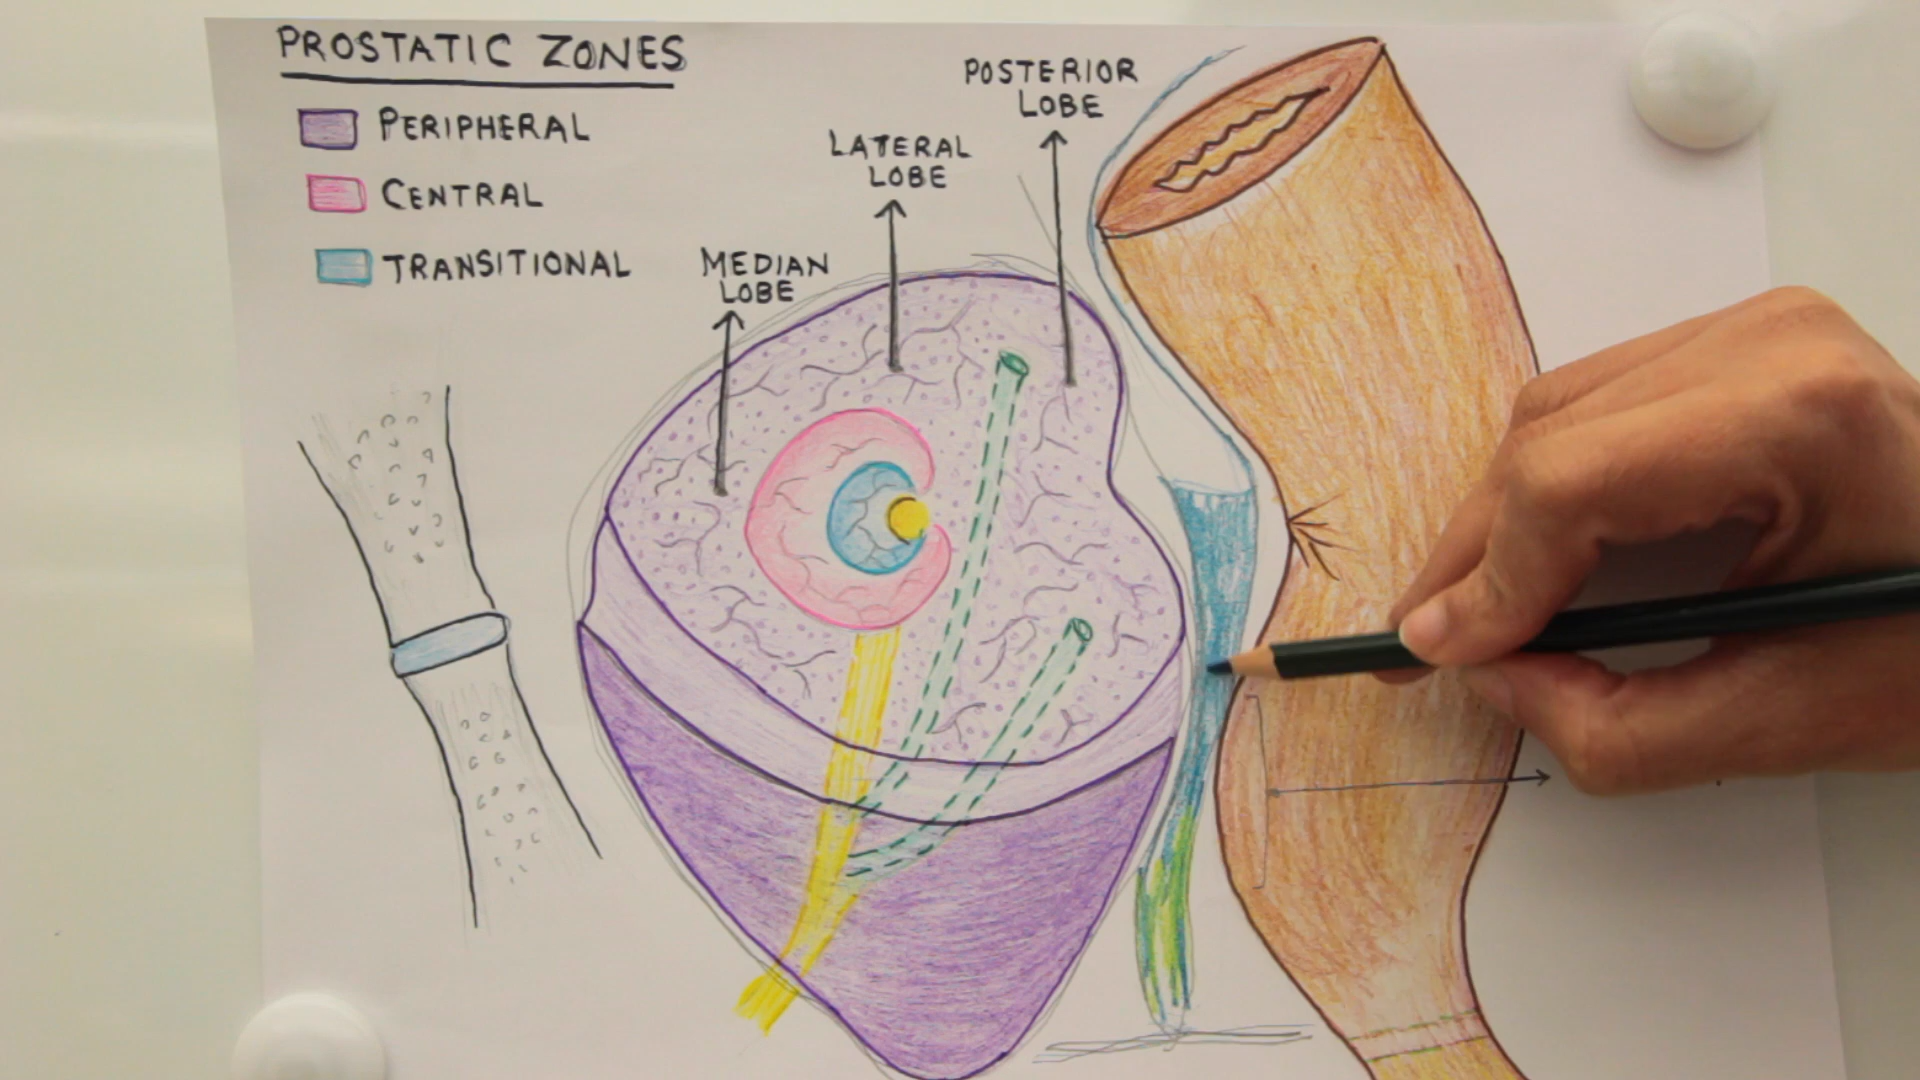 PROSTATIC ZONES
PERIPHERAL
CENTRAL
TRANSITIONAL
MEDIAN
LOBE
LATERAL
LOBE
POSTERIOR
LOBE